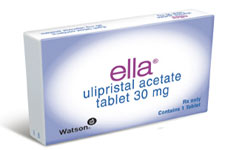 ella®
ulipristal acetate
tablet 30 mg
Rx only
Contains 1 Tablet
Watson